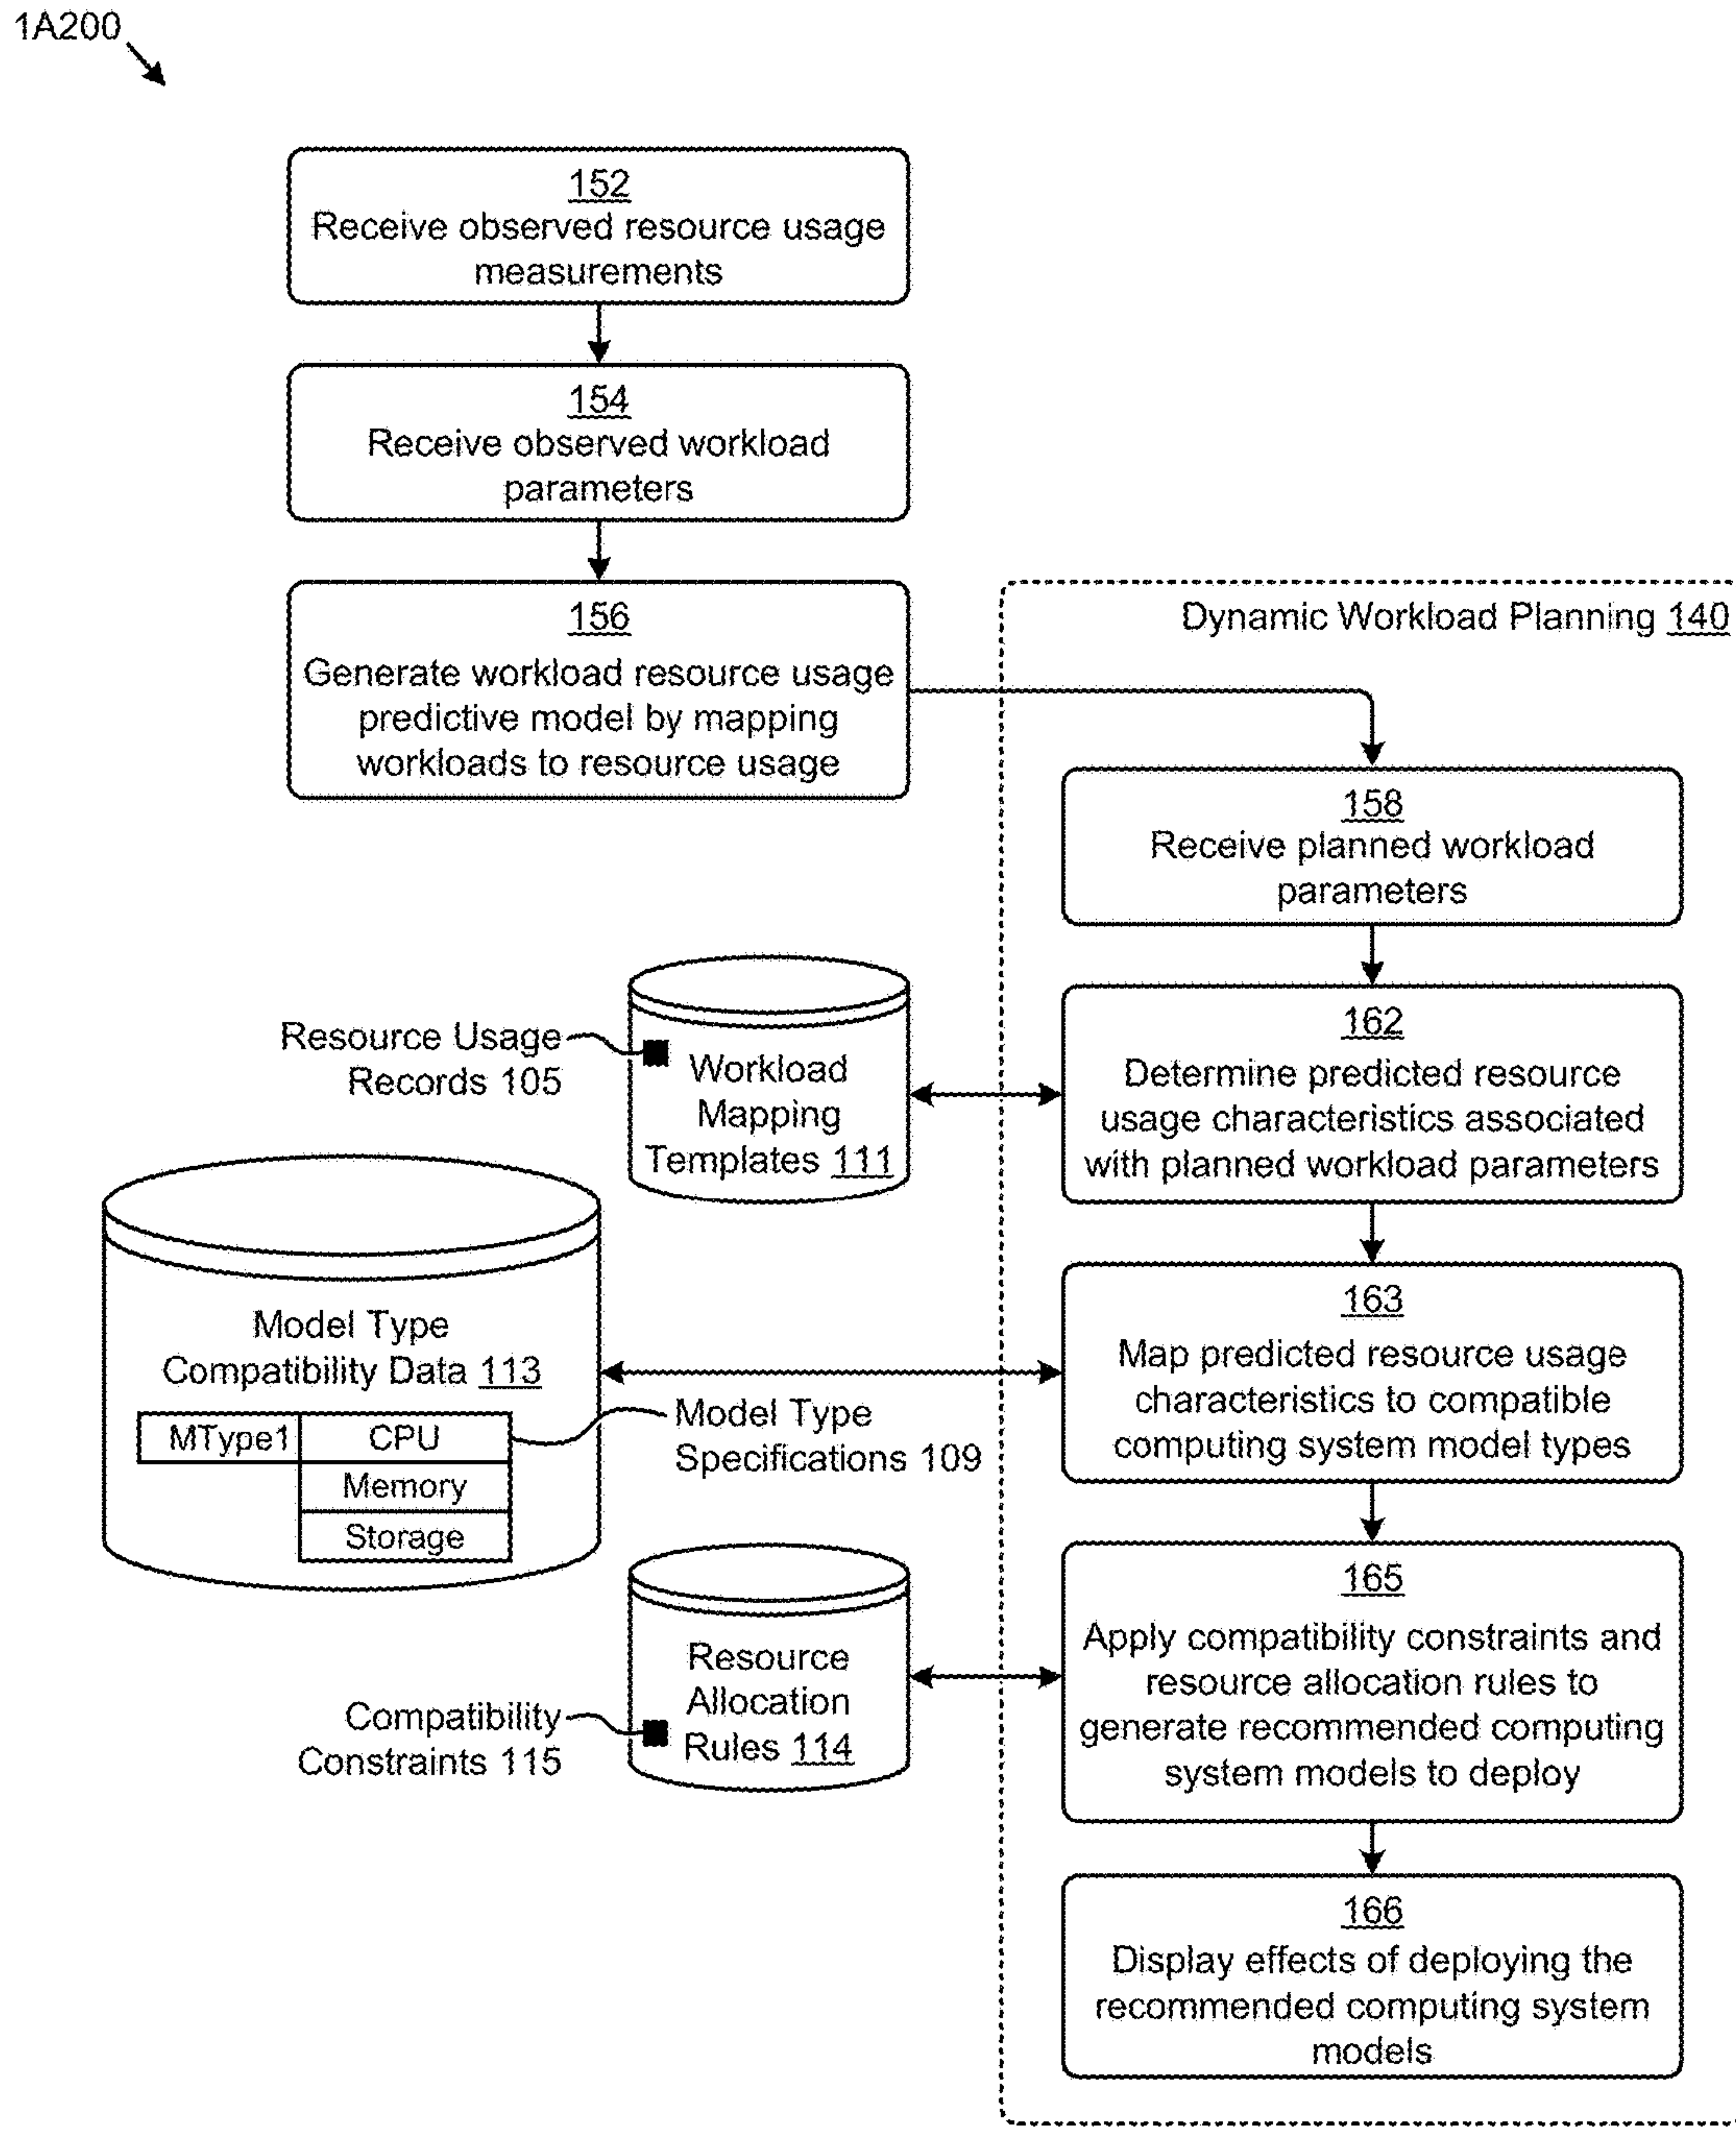 1A200
152
Receive observed resource usage
measurements
154
Receive observed workload
parameters
156
Generate workload resource usage
predictive model by mapping
workloads to resource usage
Dynamic Workload Planning 140
158
Receive planned workload
parameters
Resource Usage
Records 105
Workload
Mapping
Templates 111
162
Determine predicted resource
usage characteristics associated
with planned workload parameters
Model Type
Compatibility Data 113
MType1 CPU
Memory
Storage
Model Type
Specifications 109
163
Map predicted resource usage
characteristics to compatible
computing system model types
Compatibility
Constraints 115
Resource
Allocation
Rules 114
165
Apply compatibility constraints and
resource allocation rules to
generate recommended computing
system models to deploy
166
Display effects of deploying the
recommended computing system
models